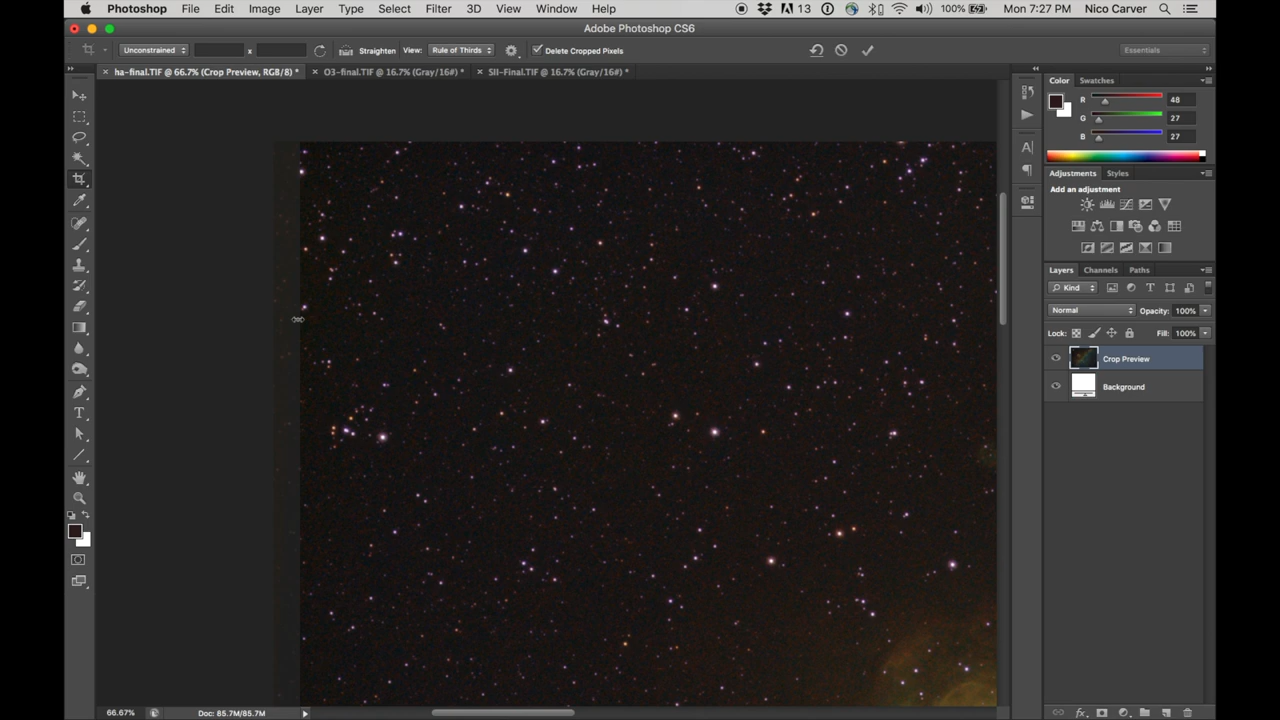 Photoshop File Edit Image Layer Type Select Filter 3D View Window Help 13 100% Mon 7:27 PM Nico Carver
Adobe Photoshop CS6
Unconstrained x Straighten View: Rule of Thirds Delete Cropped Pixels Essentials
× ha-final.TIF @ 66.7% (Crop Preview, RGB/8) * × O3-final.TIF @ 16.7% (Gray/16#) * × SII-Final.TIF @ 16.7% (Gray/16#) *
Color Swatches
R 48
G 27
B 27
Adjustments Styles
Add an adjustment
Layers Channels Paths
Kind
Normal Opacity: 100%
Lock: Fill: 100%
Crop Preview
Background
66.67% Doc: 85.7M/85.7M